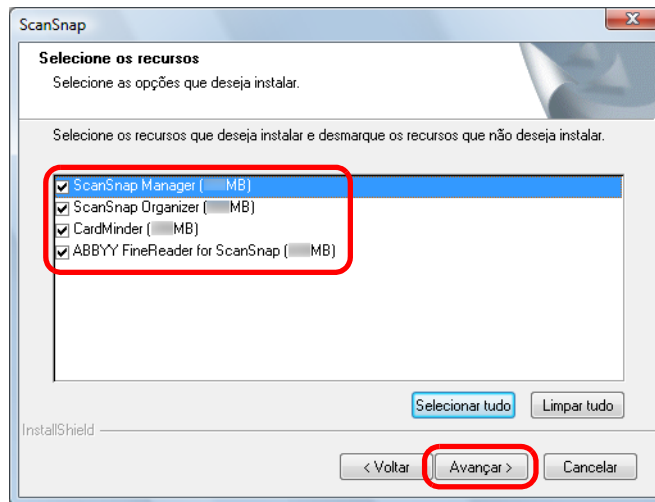 ScanSnap
Selecione os recursos
Selecione as opções que deseja instalar.
Selecione os recursos que deseja instalar e desmarque os recursos que não deseja instalar.
ScanSnap Manager ( MB)
ScanSnap Organizer ( MB)
CardMinder ( MB)
ABBYY FineReader for ScanSnap ( MB)
Selecionar tudo Limpar tudo
InstallShield
< Voltar Avançar > Cancelar